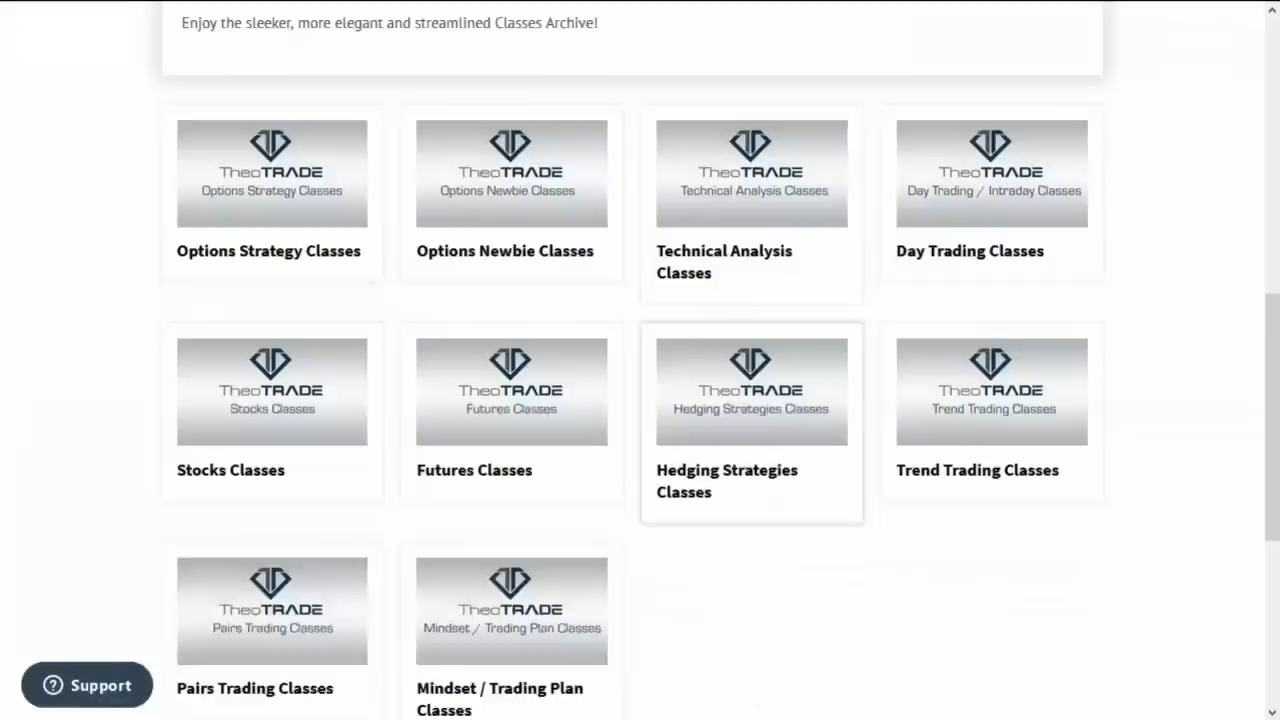 Enjoy the sleeker, more elegant and streamlined Classes Archive!
TheoTRADE
Options Strategy Classes
Options Strategy Classes
TheoTRADE
Options Newbie Classes
Options Newbie Classes
TheoTRADE
Technical Analysis Classes
Technical Analysis
Classes
TheoTRADE
Day Trading / Intraday Classes
Day Trading Classes
TheoTRADE
Stocks Classes
Stocks Classes
TheoTRADE
Futures Classes
Futures Classes
TheoTRADE
Hedging Strategies Classes
Hedging Strategies
Classes
TheoTRADE
Trend Trading Classes
Trend Trading Classes
TheoTRADE
Pairs Trading Classes
Pairs Trading Classes
TheoTRADE
Mindset / Trading Plan Classes
Mindset / Trading Plan
Classes
? Support